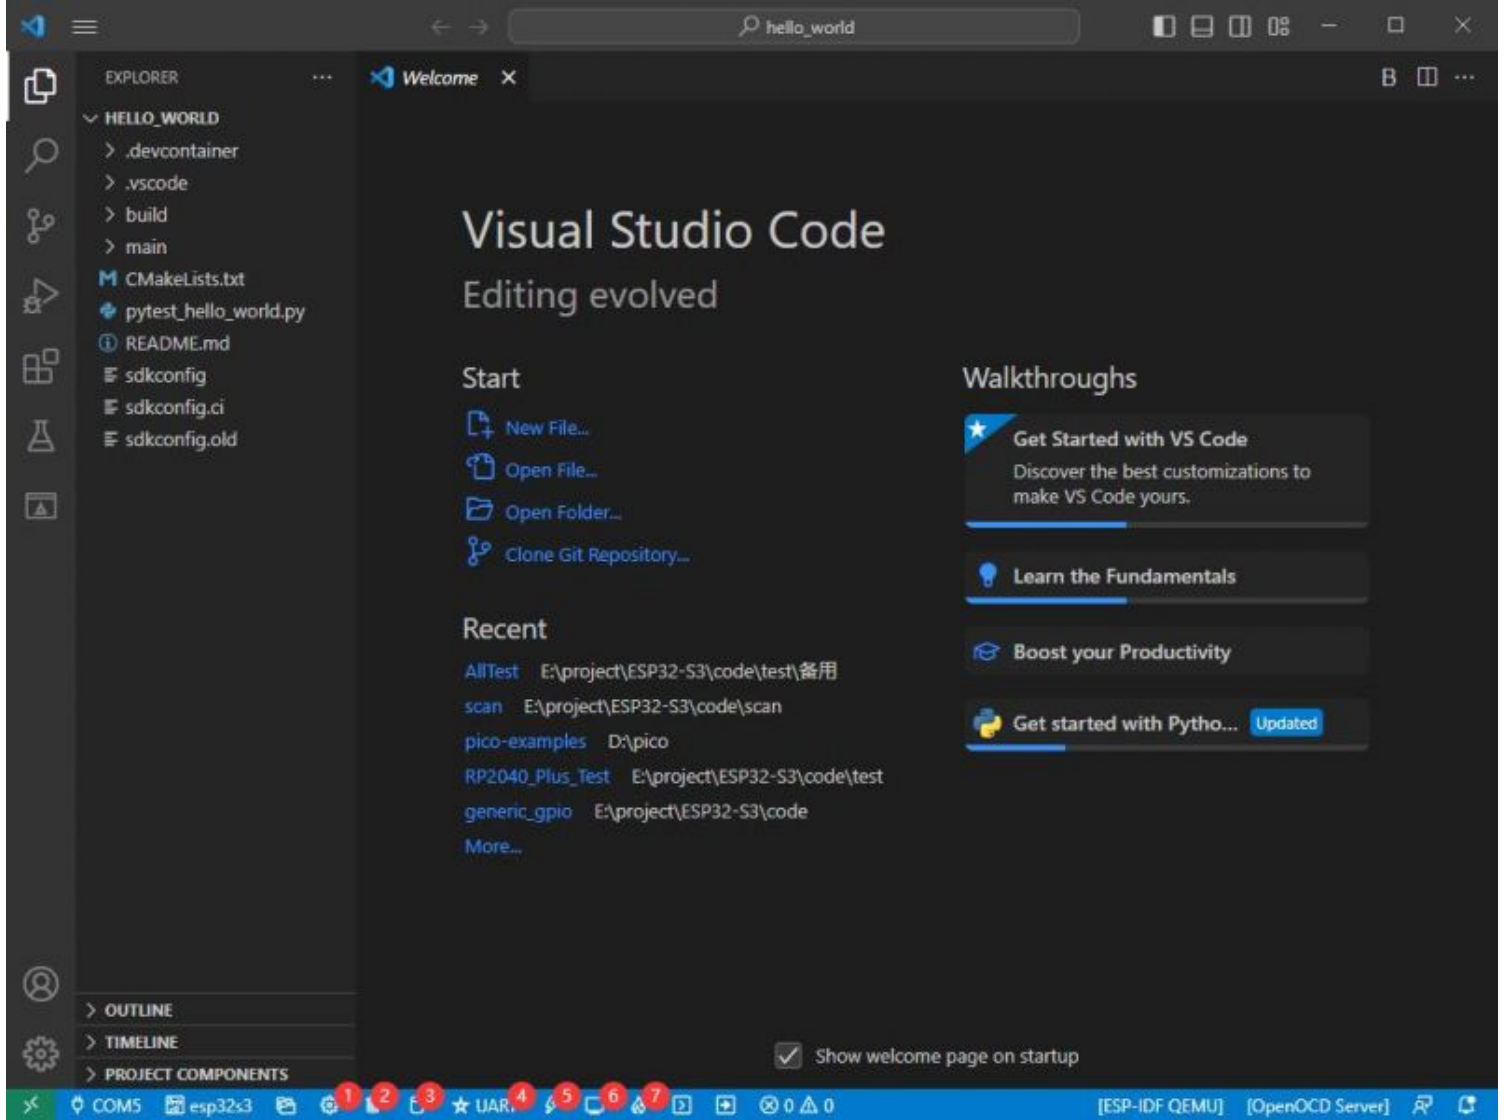 hello_world
EXPLORER
Welcome
HELLO_WORLD
.devcontainer
.vscode
build
main
CMakeLists.txt
pytest_hello_world.py
README.md
sdkconfig
sdkconfig.ci
sdkconfig.old
OUTLINE
TIMELINE
PROJECT COMPONENTS
Visual Studio Code
Editing evolved
Start
New File...
Open File...
Open Folder...
Clone Git Repository...
Recent
AllTest E:\project\ESP32-S3\code\test\备用
scan E:\project\ESP32-S3\code\scan
pico-examples D:\pico
RP2040_Plus_Test E:\project\ESP32-S3\code\test
generic_gpio E:\project\ESP32-S3\code
More...
Walkthroughs
Get Started with VS Code
Discover the best customizations to
make VS Code yours.
Learn the Fundamentals
Boost your Productivity
Get started with Pytho... Updated
Show welcome page on startup
COM5 esp32s3 1 2 3 UART 4 5 6 7 0 0 [ESP-IDF QEMU] [OpenOCD Server]